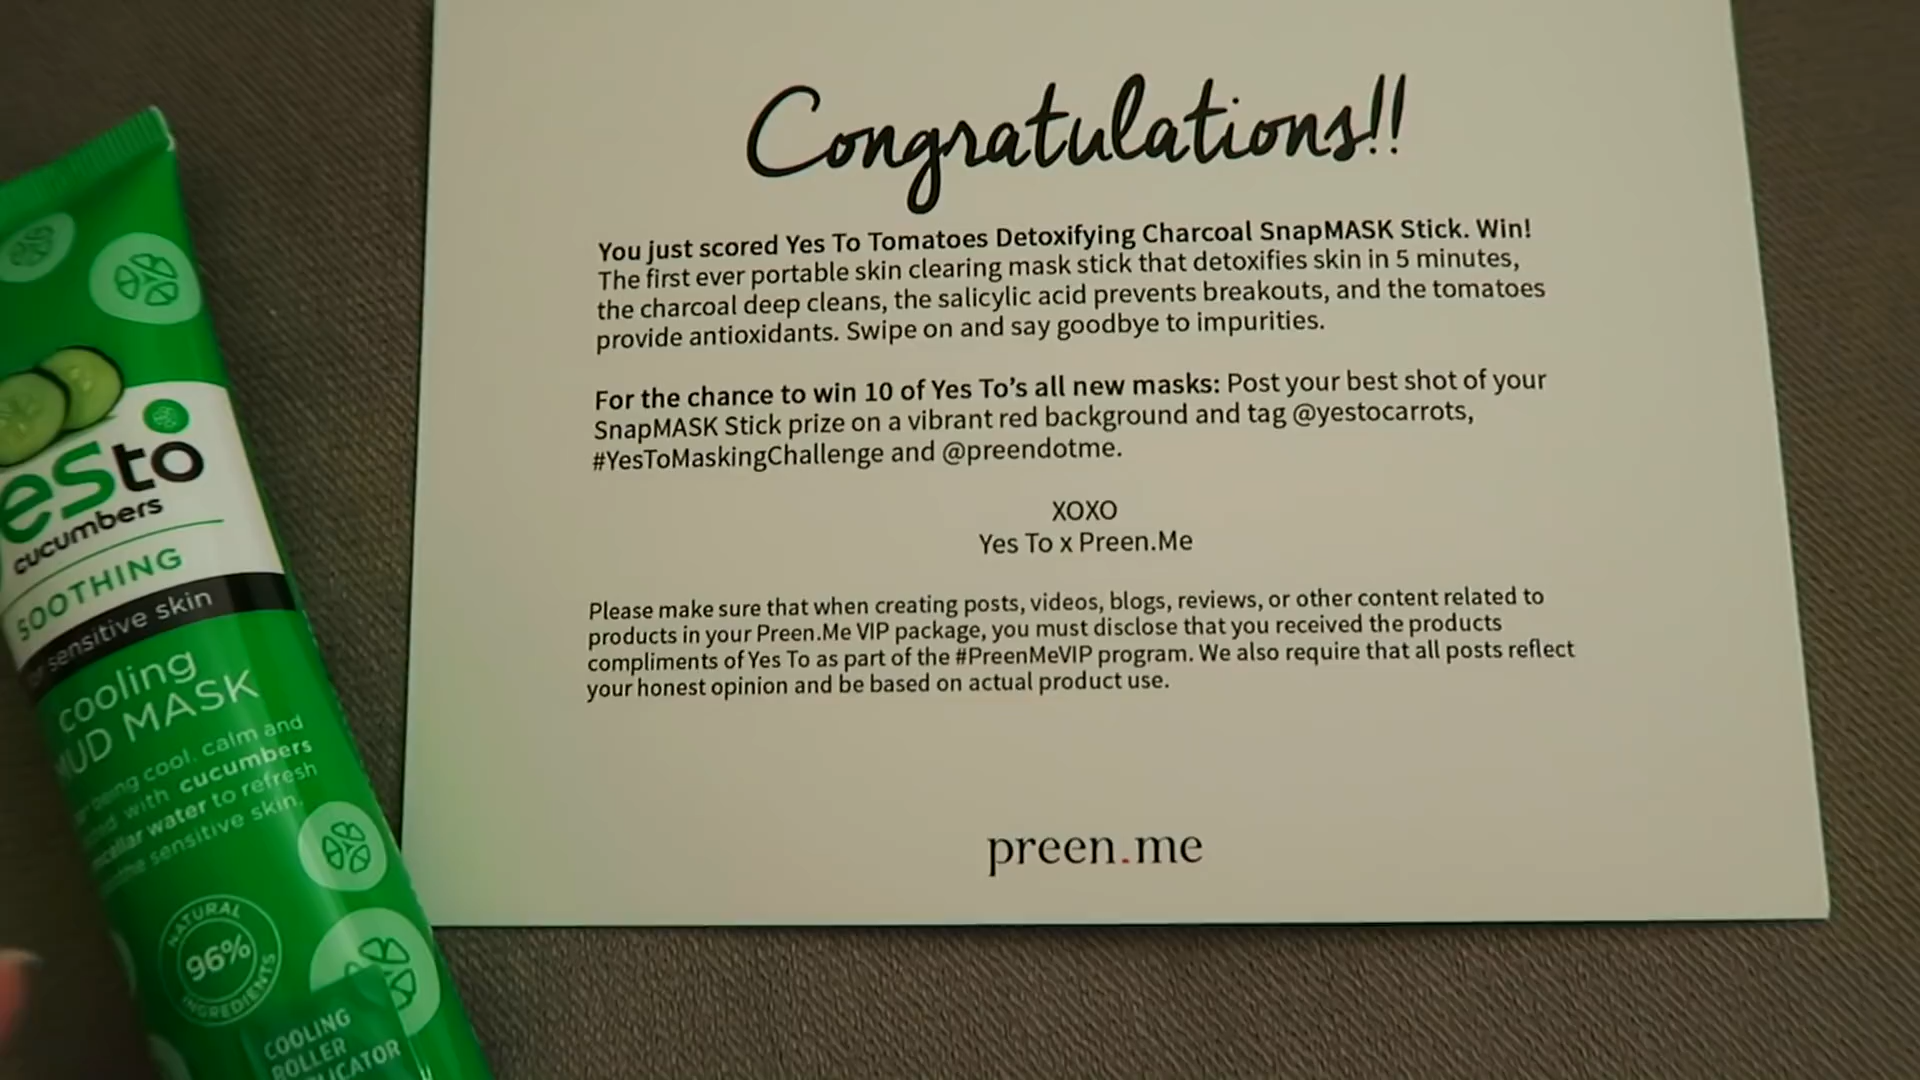 Congratulations!!
You just scored Yes To Tomatoes Detoxifying Charcoal SnapMASK Stick. Win!
The first ever portable skin clearing mask stick that detoxifies skin in 5 minutes,
the charcoal deep cleans, the salicylic acid prevents breakouts, and the tomatoes
provide antioxidants. Swipe on and say goodbye to impurities.
For the chance to win 10 of Yes To's all new masks: Post your best shot of your
SnapMASK Stick prize on a vibrant red background and tag @yestocarrots,
#YesToMaskingChallenge and @preendotme.
XOXO
Yes To x Preen.Me
Please make sure that when creating posts, videos, blogs, reviews, or other content related to
products in your Preen.Me VIP package, you must disclose that you received the products
compliments of Yes To as part of the #PreenMeVIP program. We also require that all posts reflect
your honest opinion and be based on actual product use.
preen.me
esto
cucumbers
SOOTHING
sensitive skin
cooling
MUD MASK
being cool, calm and
with cucumbers
water to refresh
sensitive skin.
NATURAL
96%
INGREDIENTS
COOLING
ROLLER